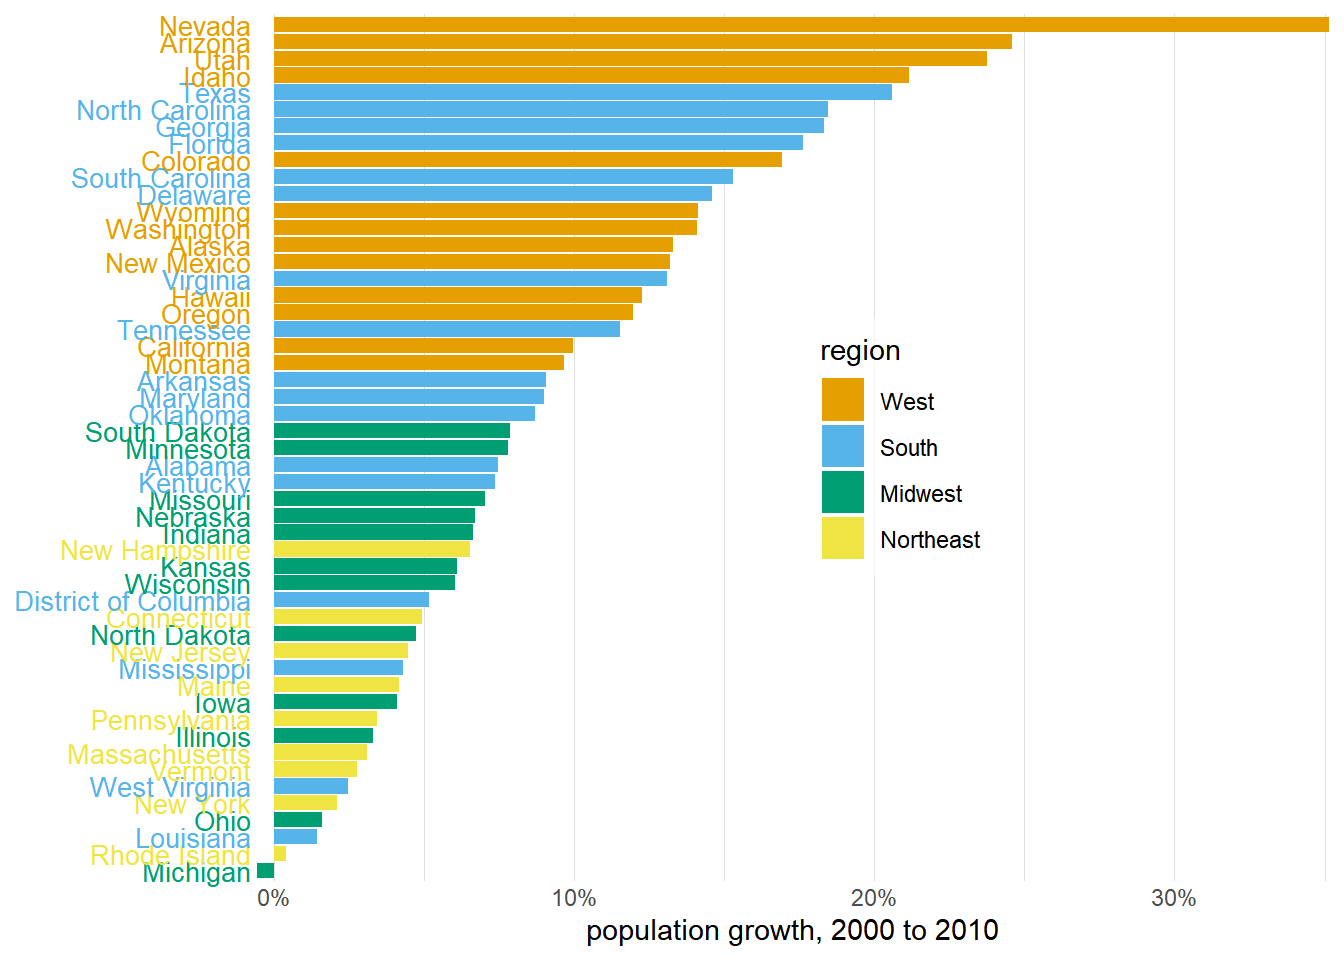 Nevada
Arizona
Utah
Idaho
Texas
North Carolina
Georgia
Florida
Colorado
South Carolina
Delaware
Wyoming
Washington
Alaska
New Mexico
Virginia
Hawaii
Oregon
Tennessee
California
Montana
Arkansas
Maryland
Oklahoma
South Dakota
Minnesota
Alabama
Kentucky
Missouri
Nebraska
Indiana
New Hampshire
Kansas
Wisconsin
District of Columbia
Connecticut
North Dakota
New Jersey
Mississippi
Maine
Iowa
Pennsylvania
Illinois
Massachusetts
Vermont
West Virginia
New York
Ohio
Louisiana
Rhode Island
Michigan
region
West
South
Midwest
Northeast
0% 10% 20% 30%
population growth, 2000 to 2010